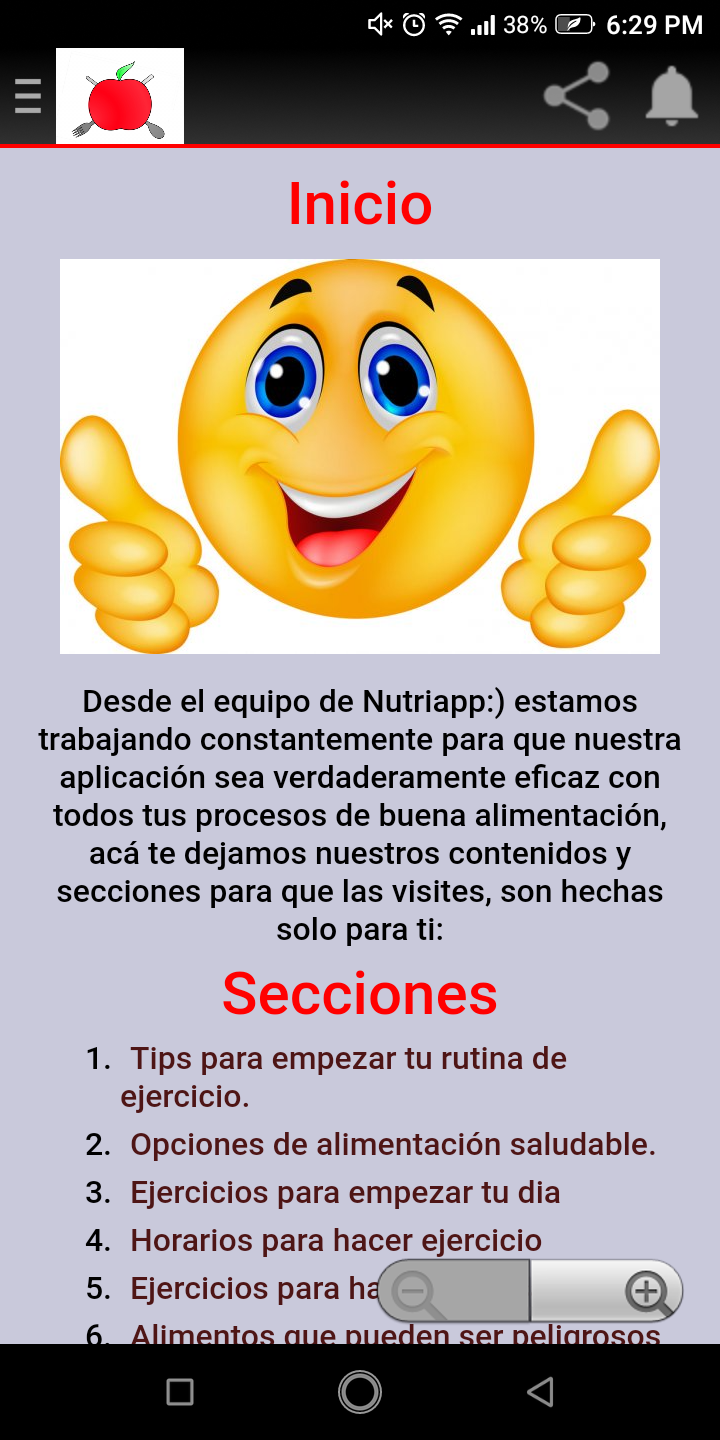 38% 6:29 PM
Inicio
Desde el equipo de Nutriapp:) estamos
trabajando constantemente para que nuestra
aplicación sea verdaderamente eficaz con
todos tus procesos de buena alimentación,
acá te dejamos nuestros contenidos y
secciones para que las visites, son hechas
solo para ti:
Secciones
1. Tips para empezar tu rutina de
ejercicio.
2. Opciones de alimentación saludable.
3. Ejercicios para empezar tu dia
4. Horarios para hacer ejercicio
5. Ejercicios para
6. Alimentos que pueden ser peligrosos